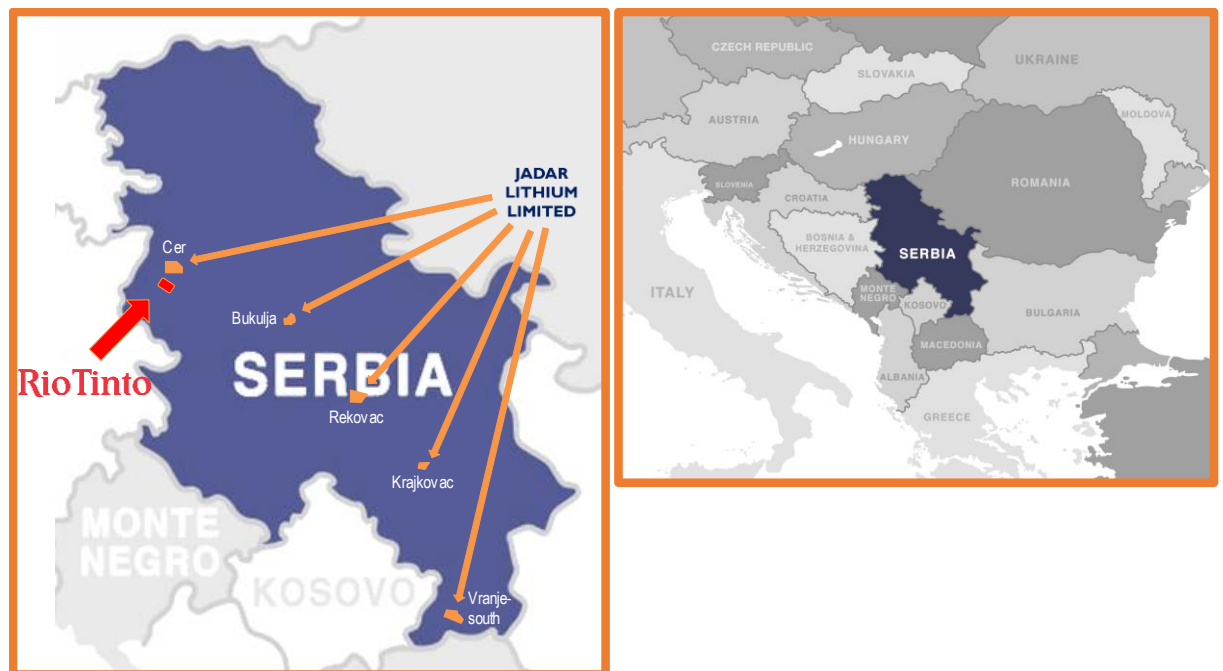 JADAR
LITHIUM
LIMITED
Cer
Bukulja
RioTinto
SERBIA
Rekovac
Krajkovac
MONTE
NEGRO
KOSOVO
Vranje-
south
CZECH REPUBLIC
UKRAINE
SLOVAKIA
AUSTRIA
MOLDOVA
HUNGARY
SLOVENIA
ROMANIA
CROATIA
BOSNIA &
HERZEGOVINA
SERBIA
ITALY
MONTE
NEGRO
KOSOVO
BULGARIA
MACEDONIA
ALBANIA
GREECE